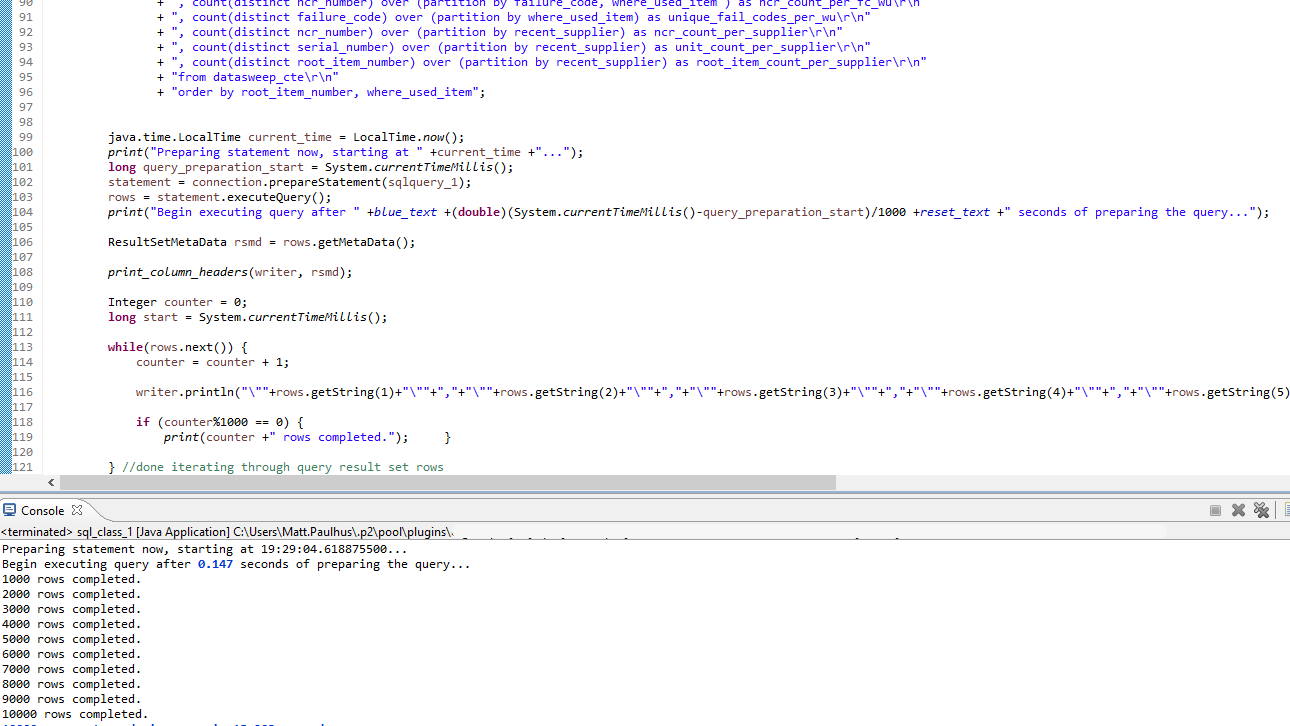 90 + ", count(distinct ncr_number) over (partition by failure_code, where_used_item ) as ncr_count_per_fc_wu\r\n"
91 + ", count(distinct failure_code) over (partition by where_used_item) as unique_fail_codes_per_wu\r\n"
92 + ", count(distinct ncr_number) over (partition by recent_supplier) as ncr_count_per_supplier\r\n"
93 + ", count(distinct serial_number) over (partition by recent_supplier) as unit_count_per_supplier\r\n"
94 + ", count(distinct root_item_number) over (partition by recent_supplier) as root_item_count_per_supplier\r\n"
95 + "from datasweep_cte\r\n"
96 + "order by root_item_number, where_used_item";
97
98
99 java.time.LocalTime current_time = LocalTime.now();
100 print("Preparing statement now, starting at " +current_time +"...");
101 long query_preparation_start = System.currentTimeMillis();
102 statement = connection.prepareStatement(sqlquery_1);
103 rows = statement.executeQuery();
104 print("Begin executing query after " +blue_text +(double)(System.currentTimeMillis()-query_preparation_start)/1000 +reset_text +" seconds of preparing the query...");
105
106 ResultSetMetaData rsmd = rows.getMetaData();
107
108 print_column_headers(writer, rsmd);
109
110 Integer counter = 0;
111 long start = System.currentTimeMillis();
112
113 while(rows.next()) {
114 counter = counter + 1;
115
116 writer.println("\""+rows.getString(1)+"\""+","+"\""+rows.getString(2)+"\""+","+"\""+rows.getString(3)+"\""+","+"\""+rows.getString(4)+"\""+","+"\""+rows.getString(5)
117
118 if (counter%1000 == 0) {
119 print(counter +" rows completed."); }
120
121 } //done iterating through query result set rows
Console
<terminated> sql_class_1 [Java Application] C:\Users\Matt.Paulhus\.p2\pool\plugins\
Preparing statement now, starting at 19:29:04.618875500...
Begin executing query after 0.147 seconds of preparing the query...
1000 rows completed.
2000 rows completed.
3000 rows completed.
4000 rows completed.
5000 rows completed.
6000 rows completed.
7000 rows completed.
8000 rows completed.
9000 rows completed.
10000 rows completed.